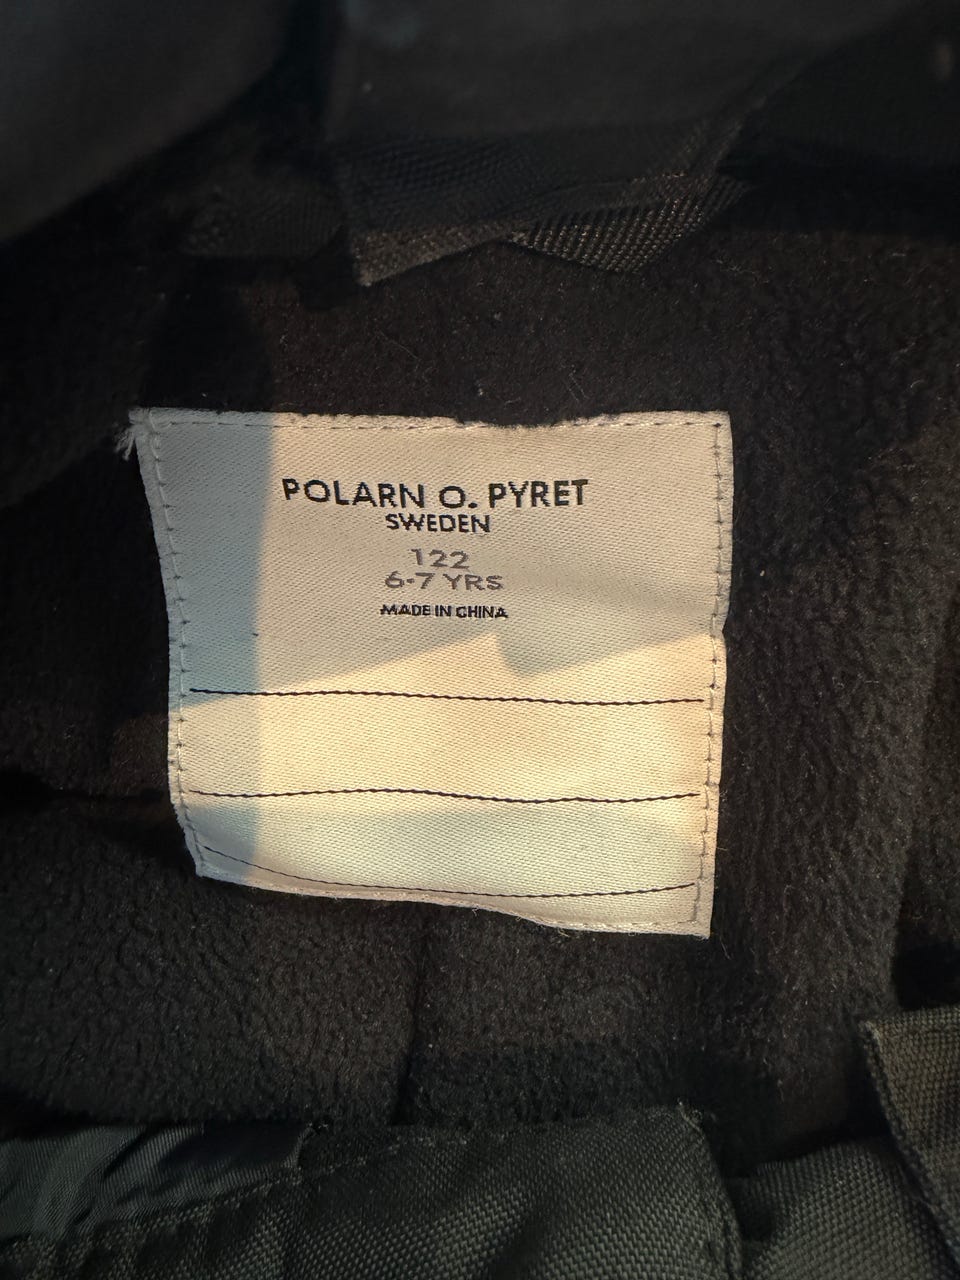 POLARN O. PYRET
SWEDEN
122
6-7 YRS
MADE IN CHINA